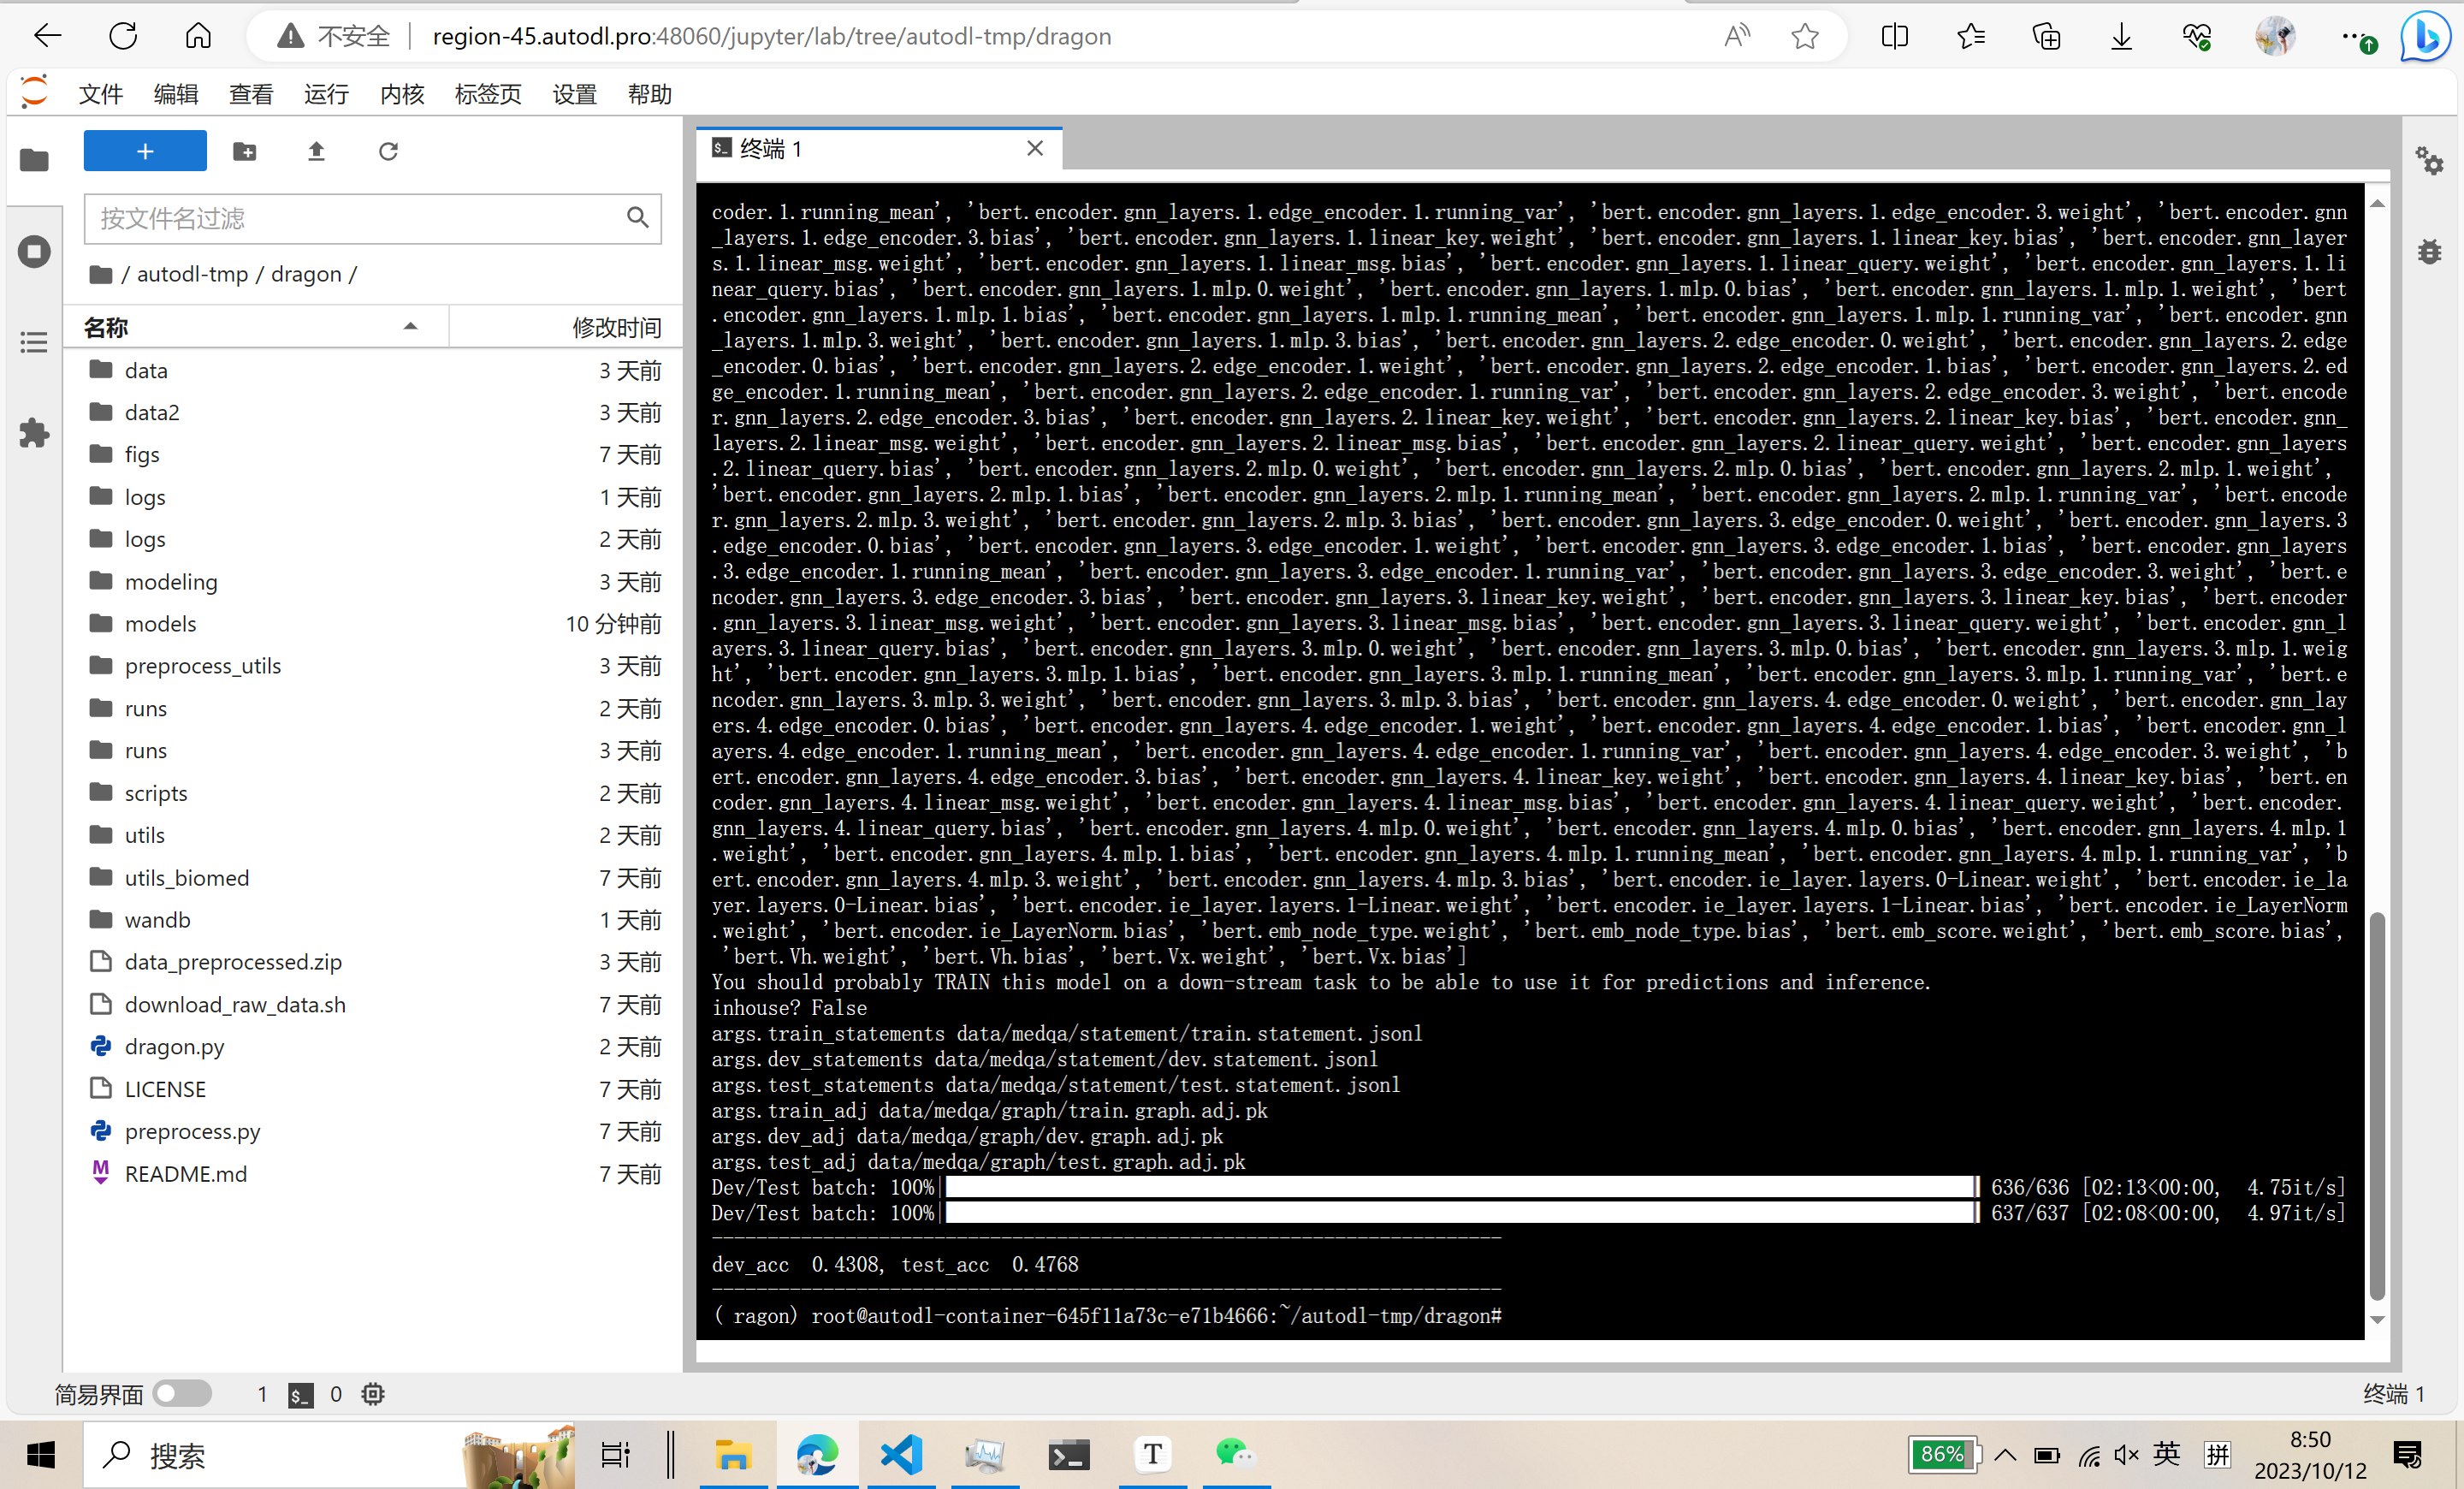 不安全 region-45.autodl.pro:48060/jupyter/lab/tree/autodl-tmp/dragon
文件 编辑 查看 运行 内核 标签页 设置 帮助
+
按文件名过滤
/ autodl-tmp / dragon /
名称 修改时间
data 3 天前
data2 3 天前
figs 7 天前
logs 1 天前
logs 2 天前
modeling 3 天前
models 10 分钟前
preprocess_utils 3 天前
runs 2 天前
runs 3 天前
scripts 2 天前
utils 2 天前
utils_biomed 7 天前
wandb 1 天前
data_preprocessed.zip 3 天前
download_raw_data.sh 7 天前
dragon.py 2 天前
LICENSE 7 天前
preprocess.py 7 天前
README.md 7 天前
终端 1
coder.1.running_mean', 'bert.encoder.gnn_layers.1.edge_encoder.1.running_var', 'bert.encoder.gnn_layers.1.edge_encoder.3.weight', 'bert.encoder.gnn
_layers.1.edge_encoder.3.bias', 'bert.encoder.gnn_layers.1.linear_key.weight', 'bert.encoder.gnn_layers.1.linear_key.bias', 'bert.encoder.gnn_layer
s.1.linear_msg.weight', 'bert.encoder.gnn_layers.1.linear_msg.bias', 'bert.encoder.gnn_layers.1.linear_query.weight', 'bert.encoder.gnn_layers.1.li
near_query.bias', 'bert.encoder.gnn_layers.1.mlp.0.weight', 'bert.encoder.gnn_layers.1.mlp.0.bias', 'bert.encoder.gnn_layers.1.mlp.1.weight', 'bert
.encoder.gnn_layers.1.mlp.1.bias', 'bert.encoder.gnn_layers.1.mlp.1.running_mean', 'bert.encoder.gnn_layers.1.mlp.1.running_var', 'bert.encoder.gnn
_layers.1.mlp.3.weight', 'bert.encoder.gnn_layers.1.mlp.3.bias', 'bert.encoder.gnn_layers.2.edge_encoder.0.weight', 'bert.encoder.gnn_layers.2.edge
_encoder.0.bias', 'bert.encoder.gnn_layers.2.edge_encoder.1.weight', 'bert.encoder.gnn_layers.2.edge_encoder.1.bias', 'bert.encoder.gnn_layers.2.ed
ge_encoder.1.running_mean', 'bert.encoder.gnn_layers.2.edge_encoder.1.running_var', 'bert.encoder.gnn_layers.2.edge_encoder.3.weight', 'bert.encode
r.gnn_layers.2.edge_encoder.3.bias', 'bert.encoder.gnn_layers.2.linear_key.weight', 'bert.encoder.gnn_layers.2.linear_key.bias', 'bert.encoder.gnn_
layers.2.linear_msg.weight', 'bert.encoder.gnn_layers.2.linear_msg.bias', 'bert.encoder.gnn_layers.2.linear_query.weight', 'bert.encoder.gnn_layers
.2.linear_query.bias', 'bert.encoder.gnn_layers.2.mlp.0.weight', 'bert.encoder.gnn_layers.2.mlp.0.bias', 'bert.encoder.gnn_layers.2.mlp.1.weight',
'bert.encoder.gnn_layers.2.mlp.1.bias', 'bert.encoder.gnn_layers.2.mlp.1.running_mean', 'bert.encoder.gnn_layers.2.mlp.1.running_var', 'bert.encode
r.gnn_layers.2.mlp.3.weight', 'bert.encoder.gnn_layers.2.mlp.3.bias', 'bert.encoder.gnn_layers.3.edge_encoder.0.weight', 'bert.encoder.gnn_layers.3
.edge_encoder.0.bias', 'bert.encoder.gnn_layers.3.edge_encoder.1.weight', 'bert.encoder.gnn_layers.3.edge_encoder.1.bias', 'bert.encoder.gnn_layers
.3.edge_encoder.1.running_mean', 'bert.encoder.gnn_layers.3.edge_encoder.1.running_var', 'bert.encoder.gnn_layers.3.edge_encoder.3.weight', 'bert.e
ncoder.gnn_layers.3.edge_encoder.3.bias', 'bert.encoder.gnn_layers.3.linear_key.weight', 'bert.encoder.gnn_layers.3.linear_key.bias', 'bert.encoder
.gnn_layers.3.linear_msg.weight', 'bert.encoder.gnn_layers.3.linear_msg.bias', 'bert.encoder.gnn_layers.3.linear_query.weight', 'bert.encoder.gnn_l
ayers.3.linear_query.bias', 'bert.encoder.gnn_layers.3.mlp.0.weight', 'bert.encoder.gnn_layers.3.mlp.0.bias', 'bert.encoder.gnn_layers.3.mlp.1.weig
ht', 'bert.encoder.gnn_layers.3.mlp.1.bias', 'bert.encoder.gnn_layers.3.mlp.1.running_mean', 'bert.encoder.gnn_layers.3.mlp.1.running_var', 'bert.e
ncoder.gnn_layers.3.mlp.3.weight', 'bert.encoder.gnn_layers.3.mlp.3.bias', 'bert.encoder.gnn_layers.4.edge_encoder.0.weight', 'bert.encoder.gnn_lay
ers.4.edge_encoder.0.bias', 'bert.encoder.gnn_layers.4.edge_encoder.1.weight', 'bert.encoder.gnn_layers.4.edge_encoder.1.bias', 'bert.encoder.gnn_l
ayers.4.edge_encoder.1.running_mean', 'bert.encoder.gnn_layers.4.edge_encoder.1.running_var', 'bert.encoder.gnn_layers.4.edge_encoder.3.weight', 'b
ert.encoder.gnn_layers.4.edge_encoder.3.bias', 'bert.encoder.gnn_layers.4.linear_key.weight', 'bert.encoder.gnn_layers.4.linear_key.bias', 'bert.en
coder.gnn_layers.4.linear_msg.weight', 'bert.encoder.gnn_layers.4.linear_msg.bias', 'bert.encoder.gnn_layers.4.linear_query.weight', 'bert.encoder.
gnn_layers.4.linear_query.bias', 'bert.encoder.gnn_layers.4.mlp.0.weight', 'bert.encoder.gnn_layers.4.mlp.0.bias', 'bert.encoder.gnn_layers.4.mlp.1
.weight', 'bert.encoder.gnn_layers.4.mlp.1.bias', 'bert.encoder.gnn_layers.4.mlp.1.running_mean', 'bert.encoder.gnn_layers.4.mlp.1.running_var', 'b
ert.encoder.gnn_layers.4.mlp.3.weight', 'bert.encoder.gnn_layers.4.mlp.3.bias', 'bert.encoder.ie_layer.layers.0-Linear.weight', 'bert.encoder.ie_la
yer.layers.0-Linear.bias', 'bert.encoder.ie_layer.layers.1-Linear.weight', 'bert.encoder.ie_layer.layers.1-Linear.bias', 'bert.encoder.ie_LayerNorm
.weight', 'bert.encoder.ie_LayerNorm.bias', 'bert.emb_node_type.weight', 'bert.emb_node_type.bias', 'bert.emb_score.weight', 'bert.emb_score.bias',
'bert.Vh.weight', 'bert.Vh.bias', 'bert.Vx.weight', 'bert.Vx.bias']
You should probably TRAIN this model on a down-stream task to be able to use it for predictions and inference.
inhouse? False
args.train_statements data/medqa/statement/train.statement.jsonl
args.dev_statements data/medqa/statement/dev.statement.jsonl
args.test_statements data/medqa/statement/test.statement.jsonl
args.train_adj data/medqa/graph/train.graph.adj.pk
args.dev_adj data/medqa/graph/dev.graph.adj.pk
args.test_adj data/medqa/graph/test.graph.adj.pk
Dev/Test batch: 100%| | 636/636 [02:13<00:00, 4.75it/s]
Dev/Test batch: 100%| | 637/637 [02:08<00:00, 4.97it/s]
-----------------------------------------------------------------------
dev_acc 0.4308, test_acc 0.4768
-----------------------------------------------------------------------
( ragon) root@autodl-container-645f11a73c-e71b4666:~/autodl-tmp/dragon#
简易界面 1 $_ 0 终端 1
搜索 T 86% 英 拼 8:50
2023/10/12